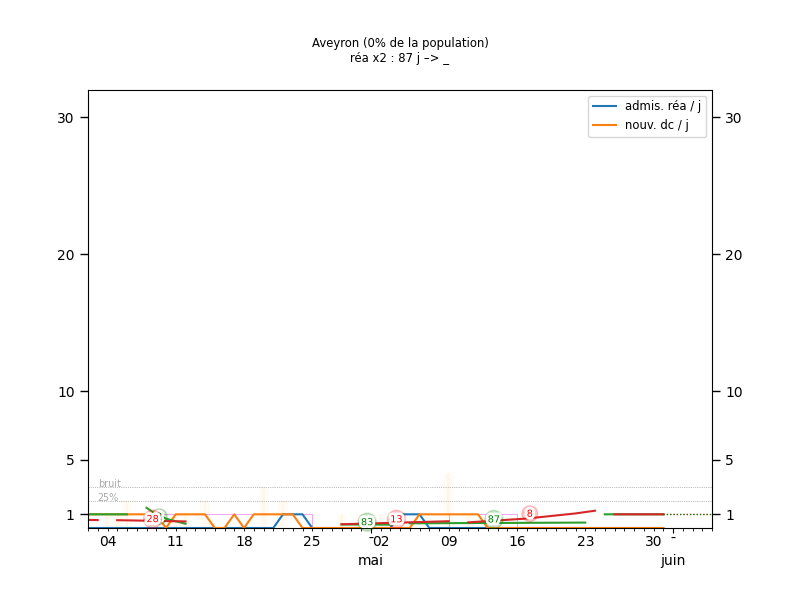 Aveyron (0% de la population)
réa x2 : 87 j –> _
admis. réa / j
nouv. dc / j
30 30
20 20
10 10
5 5
bruit
25%
1 28 83 13 87 8 1
04 11 18 25 02 09 16 23 30
mai juin